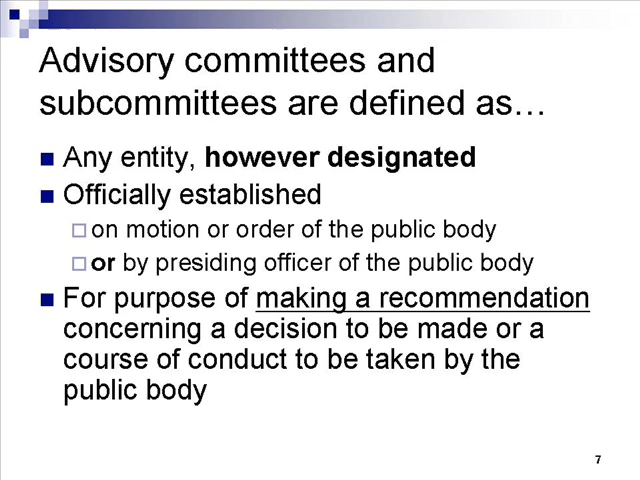 Advisory committees and
subcommittees are defined as…
Any entity, however designated
Officially established
on motion or order of the public body
or by presiding officer of the public body
For purpose of making a recommendation
concerning a decision to be made or a
course of conduct to be taken by the
public body
7